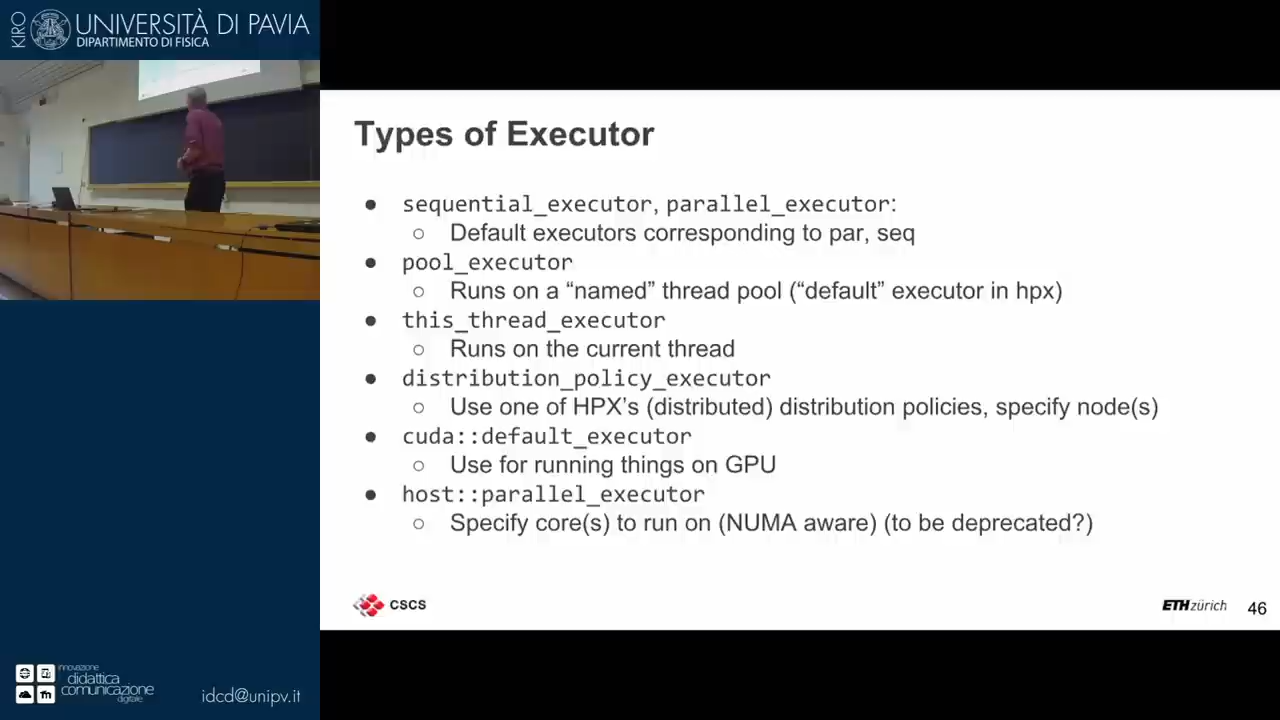 KIRO
UNIVERSITÀ DI PAVIA
DIPARTIMENTO DI FISICA
Types of Executor
● sequential_executor, parallel_executor:
○ Default executors corresponding to par, seq
● pool_executor
○ Runs on a “named” thread pool (“default” executor in hpx)
● this_thread_executor
○ Runs on the current thread
● distribution_policy_executor
○ Use one of HPX’s (distributed) distribution policies, specify node(s)
● cuda::default_executor
○ Use for running things on GPU
● host::parallel_executor
○ Specify core(s) to run on (NUMA aware) (to be deprecated?)
CSCS
ETH zürich
46
innovazione
didattica
comunicazione
digitale
idcd@unipv.it